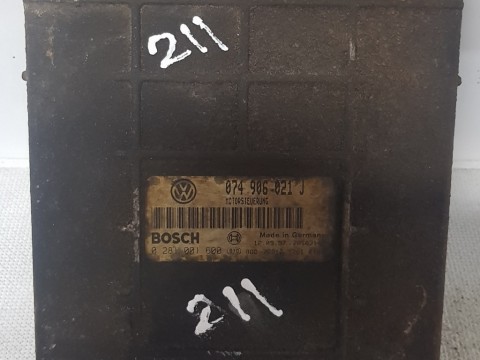 211
074 906-021 J
MOTORSTEUERUNG
BOSCH
Made in Germany
0 281 001 600
211